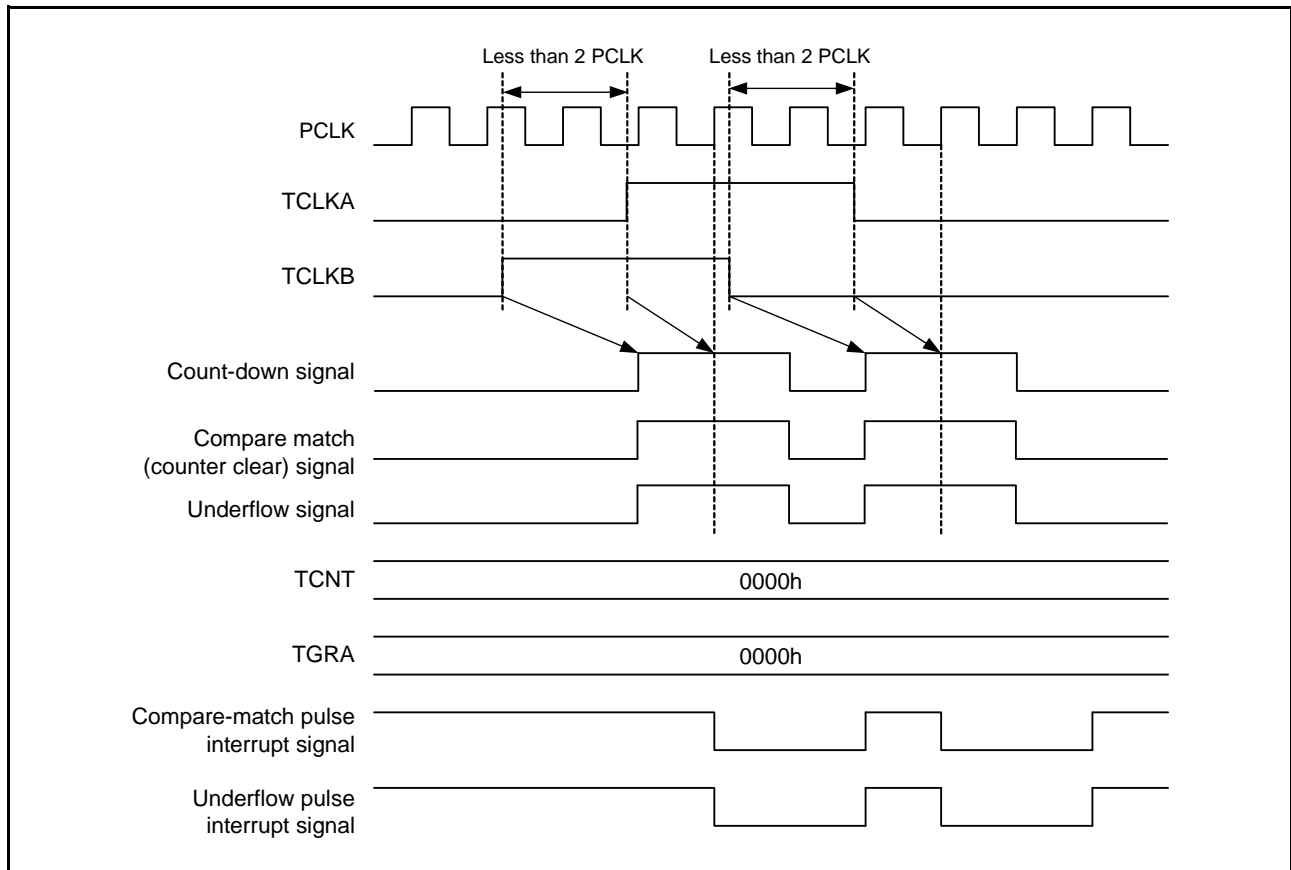 Less than 2 PCLK
Less than 2 PCLK
PCLK
TCLKA
TCLKB
Count-down signal
Compare match
(counter clear) signal
Underflow signal
TCNT
0000h
TGRA
0000h
Compare-match pulse
interrupt signal
Underflow pulse
interrupt signal